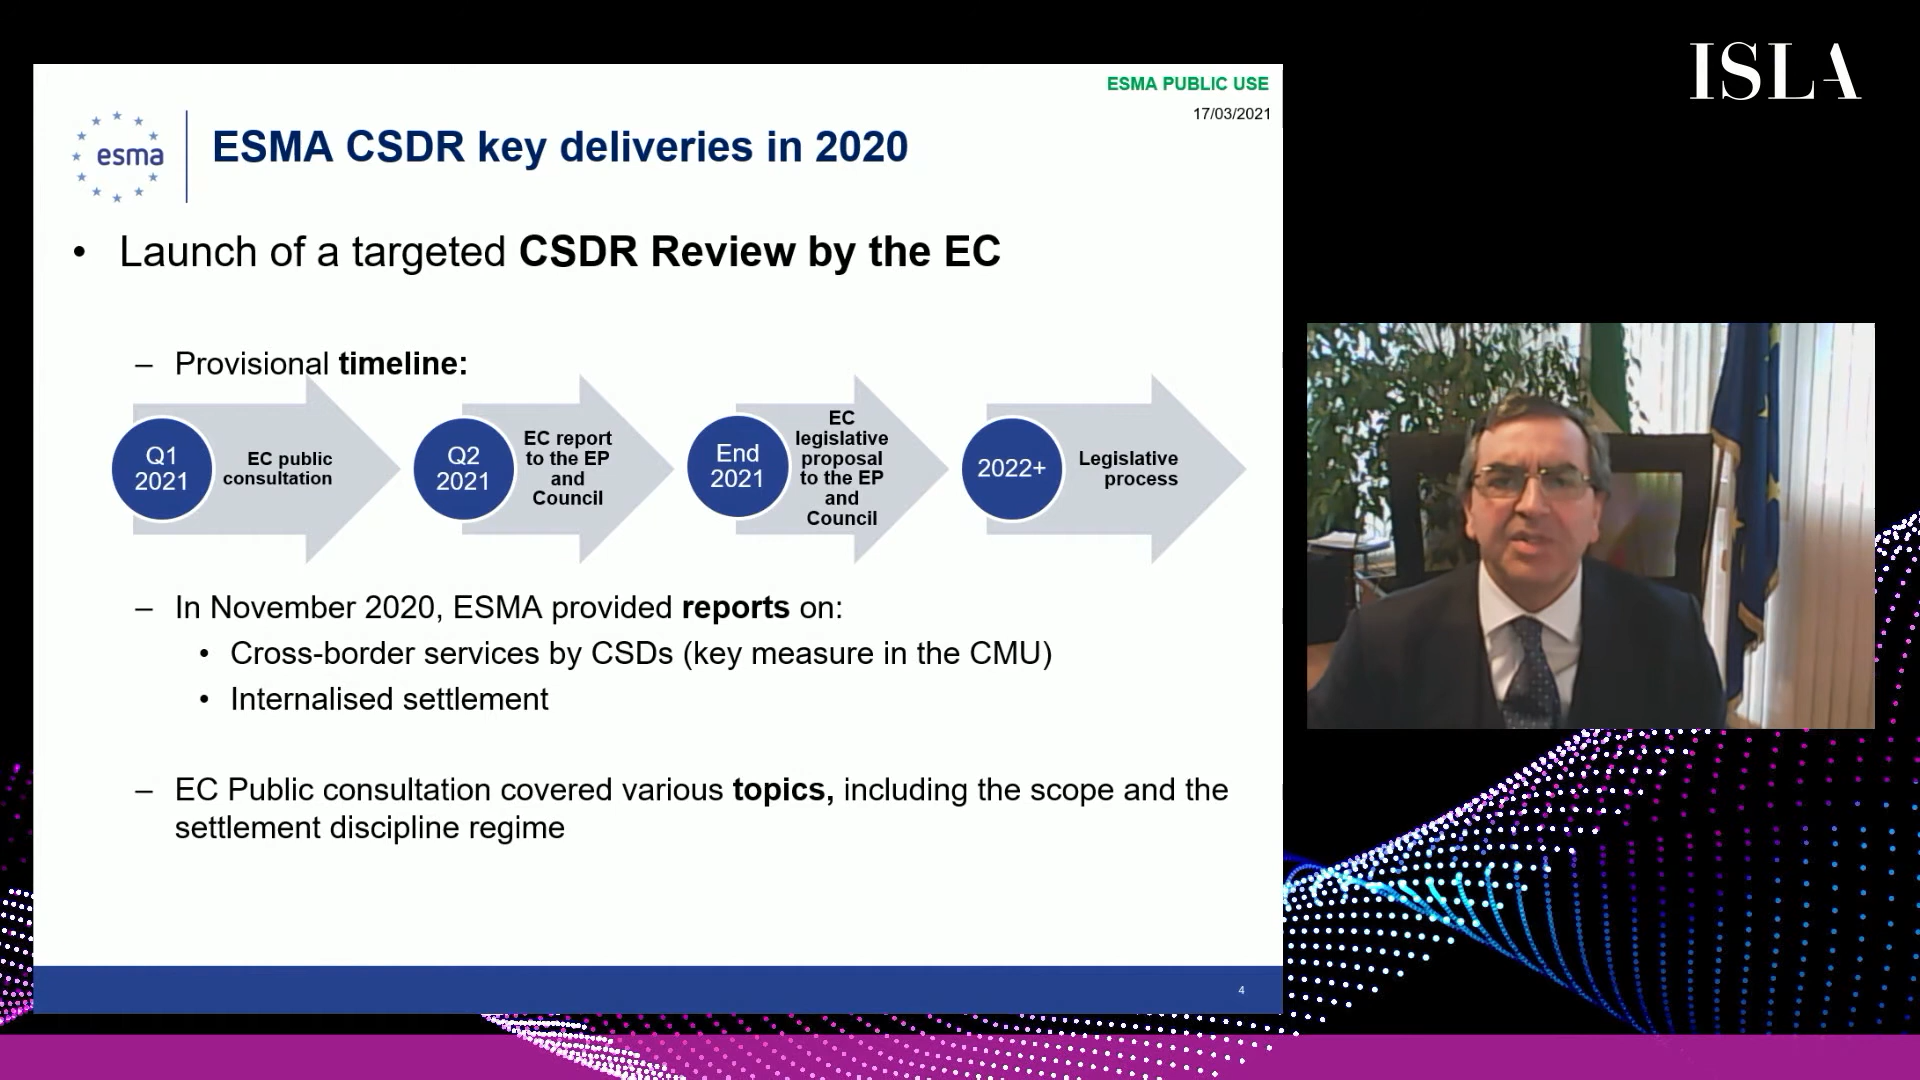 ISLA
ESMA PUBLIC USE
17/03/2021
esma
ESMA CSDR key deliveries in 2020
• Launch of a targeted CSDR Review by the EC
– Provisional timeline:
Q1
2021
EC public
consultation
Q2
2021
EC report
to the EP
and
Council
End
2021
EC
legislative
proposal
to the EP
and
Council
2022+
Legislative
process
– In November 2020, ESMA provided reports on:
• Cross-border services by CSDs (key measure in the CMU)
• Internalised settlement
– EC Public consultation covered various topics, including the scope and the
settlement discipline regime
4